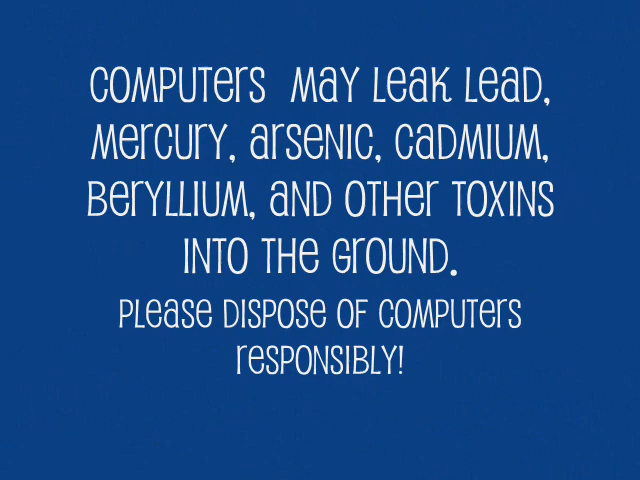 Computers may leak lead,
mercury, arsenic, cadmium,
beryllium, and other toxins
into the ground.
Please dispose of computers
responsibly!